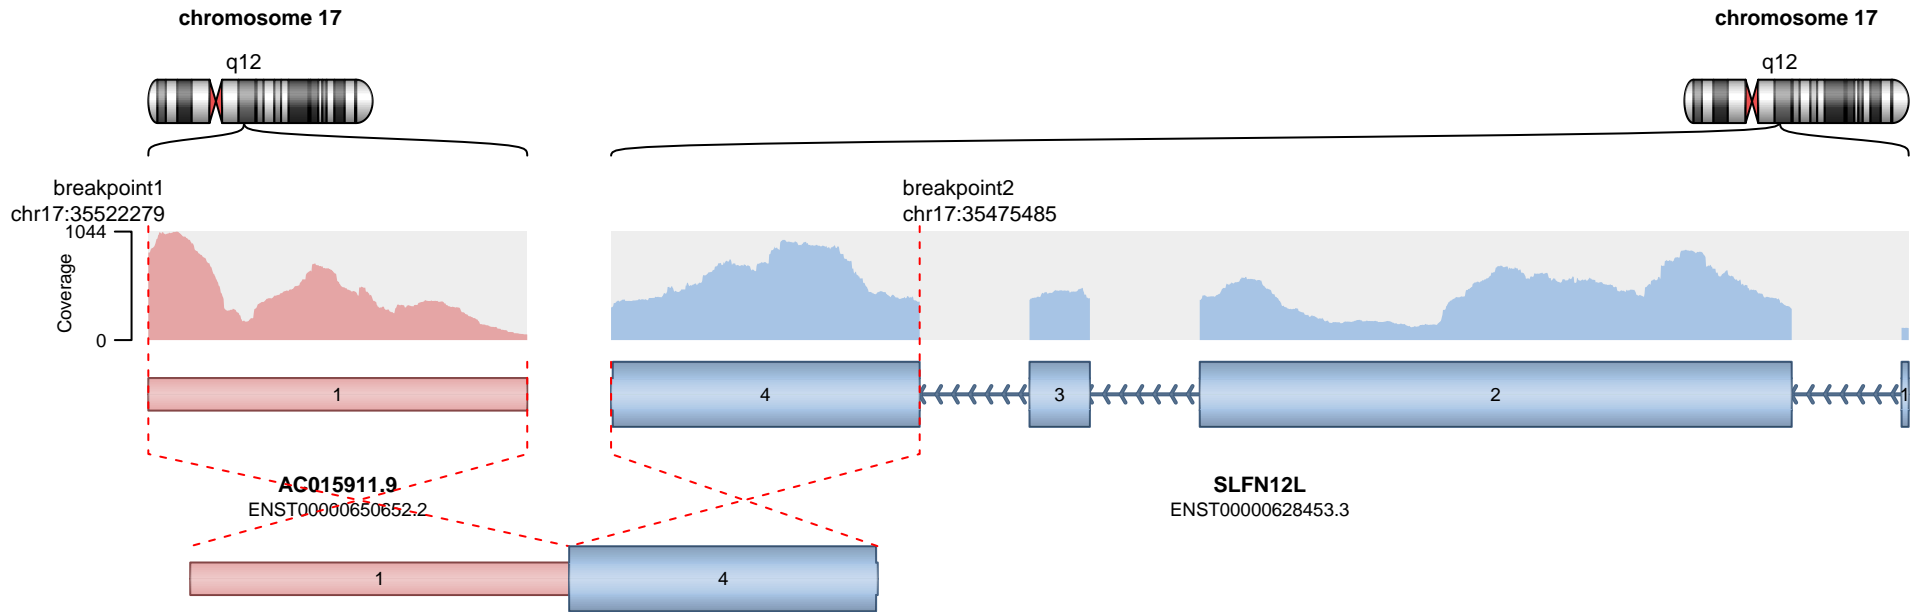 chromosome 17
chromosome 17
q12
q12
breakpoint1
chr17:35522279
breakpoint2
chr17:35475485
1044
Coverage
0
1
4
3
2
1
AC015911.9
ENST00000650652.2
SLFN12L
ENST00000628453.3
1
4